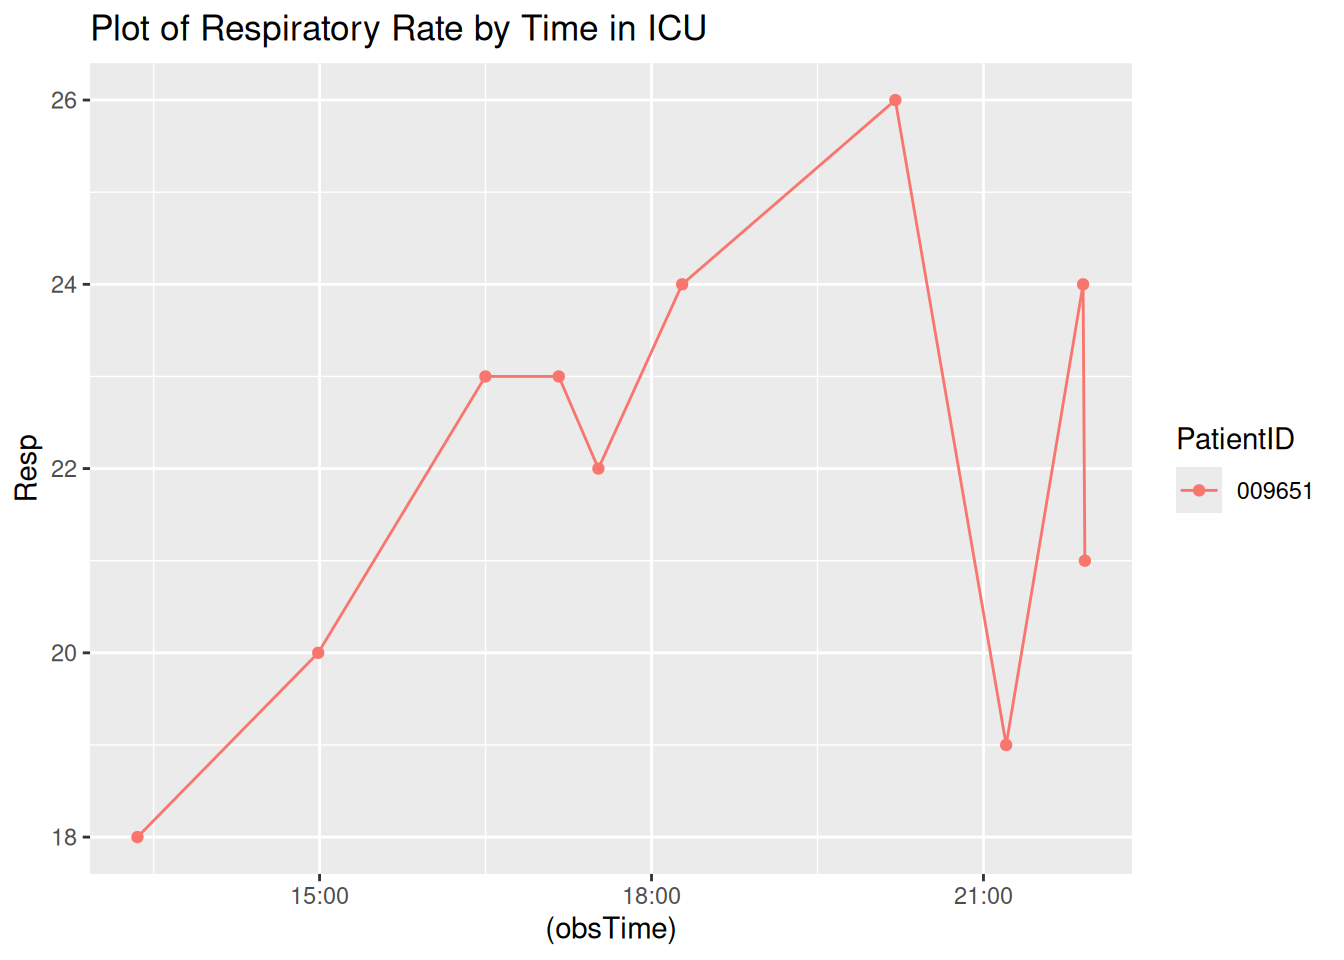 Plot of Respiratory Rate by Time in ICU
26
24
22
20
18
Resp
15:00 18:00 21:00
(obsTime)
PatientID
009651